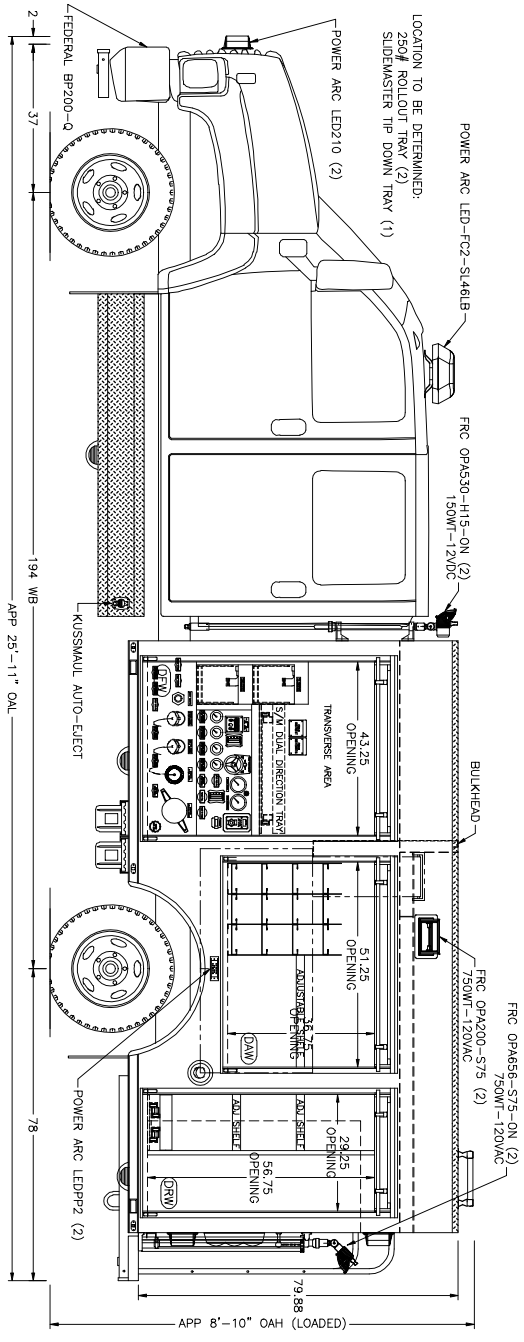 LOCATION TO BE DETERMINED:
250# ROLLOUT TRAY (2)
SLIDEMASTER TIP DOWN TRAY (1)
POWER ARC LED210 (2)
FEDERAL BP200-Q
POWER ARC LED-FC2-SL46LB
FRC OPA530-H15-ON (2)
150WT-12VDC
BULKHEAD
FRC OPA200-S75 (2)
750WT-120VAC
FRC OPA656-S75-ON (2)
750WT-120VAC
43.25
OPENING
TRANSVERSE AREA
S/M DUAL DIRECTION TRAY
DFW
51.25
OPENING
36.75
OPENING
ADJUSTABLE SHELF
DAW
29.25
OPENING
ADJ SHELF
ADJ SHELF
56.75
OPENING
DRW
KUSSMAUL AUTO-EJECT
POWER ARC LEDPP2 (2)
2
37
194 WB
78
APP 25'-11" OAL
79.88
APP 8'-10" OAH (LOADED)